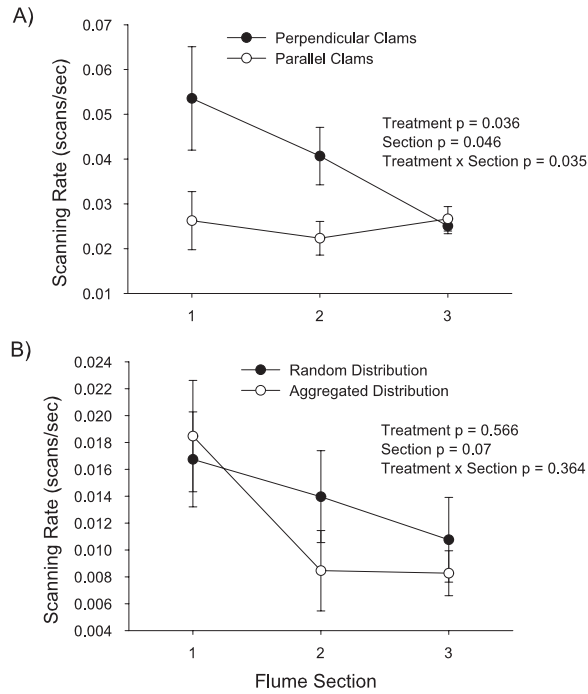 A)
0.07
0.06
0.05
0.04
0.03
0.02
0.01
Scanning Rate (scans/sec)
Perpendicular Clams
Parallel Clams
Treatment p = 0.036
Section p = 0.046
Treatment x Section p = 0.035
1 2 3
B)
0.024
0.022
0.020
0.018
0.016
0.014
0.012
0.010
0.008
0.006
0.004
Scanning Rate (scans/sec)
Random Distribution
Aggregated Distribution
Treatment p = 0.566
Section p = 0.07
Treatment x Section p = 0.364
1 2 3
Flume Section